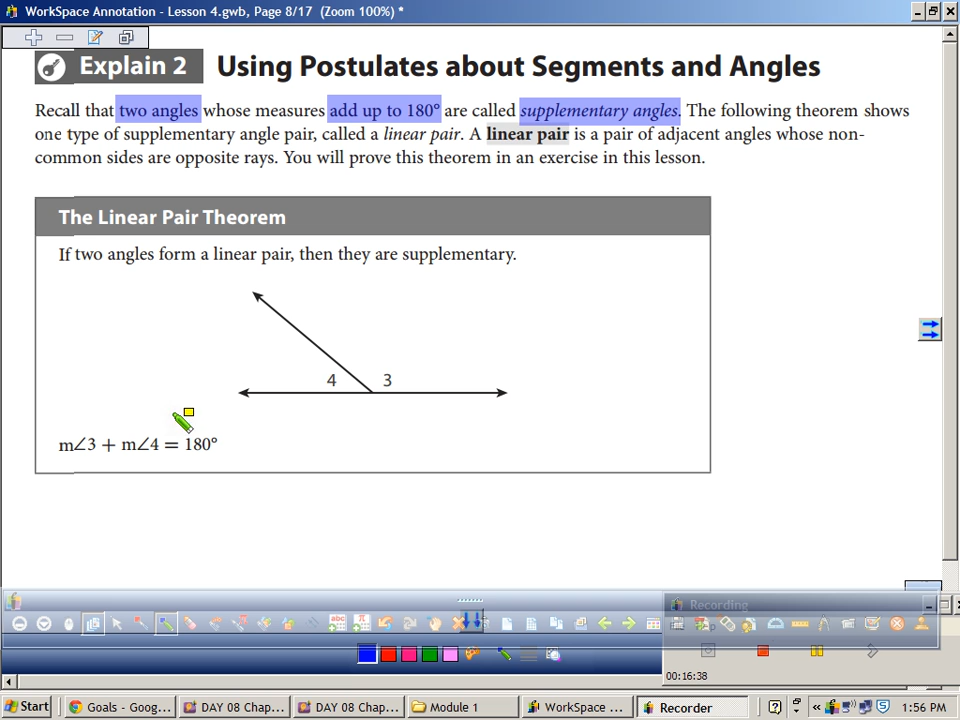 WorkSpace Annotation - Lesson 4.gwb, Page 8/17 (Zoom 100%) *
Explain 2 Using Postulates about Segments and Angles
Recall that two angles whose measures add up to 180° are called supplementary angles. The following theorem shows
one type of supplementary angle pair, called a linear pair. A linear pair is a pair of adjacent angles whose non-
common sides are opposite rays. You will prove this theorem in an exercise in this lesson.
The Linear Pair Theorem
If two angles form a linear pair, then they are supplementary.
4 3
m∠3 + m∠4 = 180°
Recording
abc
00:16:38
Start Goals - Goog... DAY 08 Chap... DAY 08 Chap... Module 1 WorkSpace ... Recorder « 1:56 PM